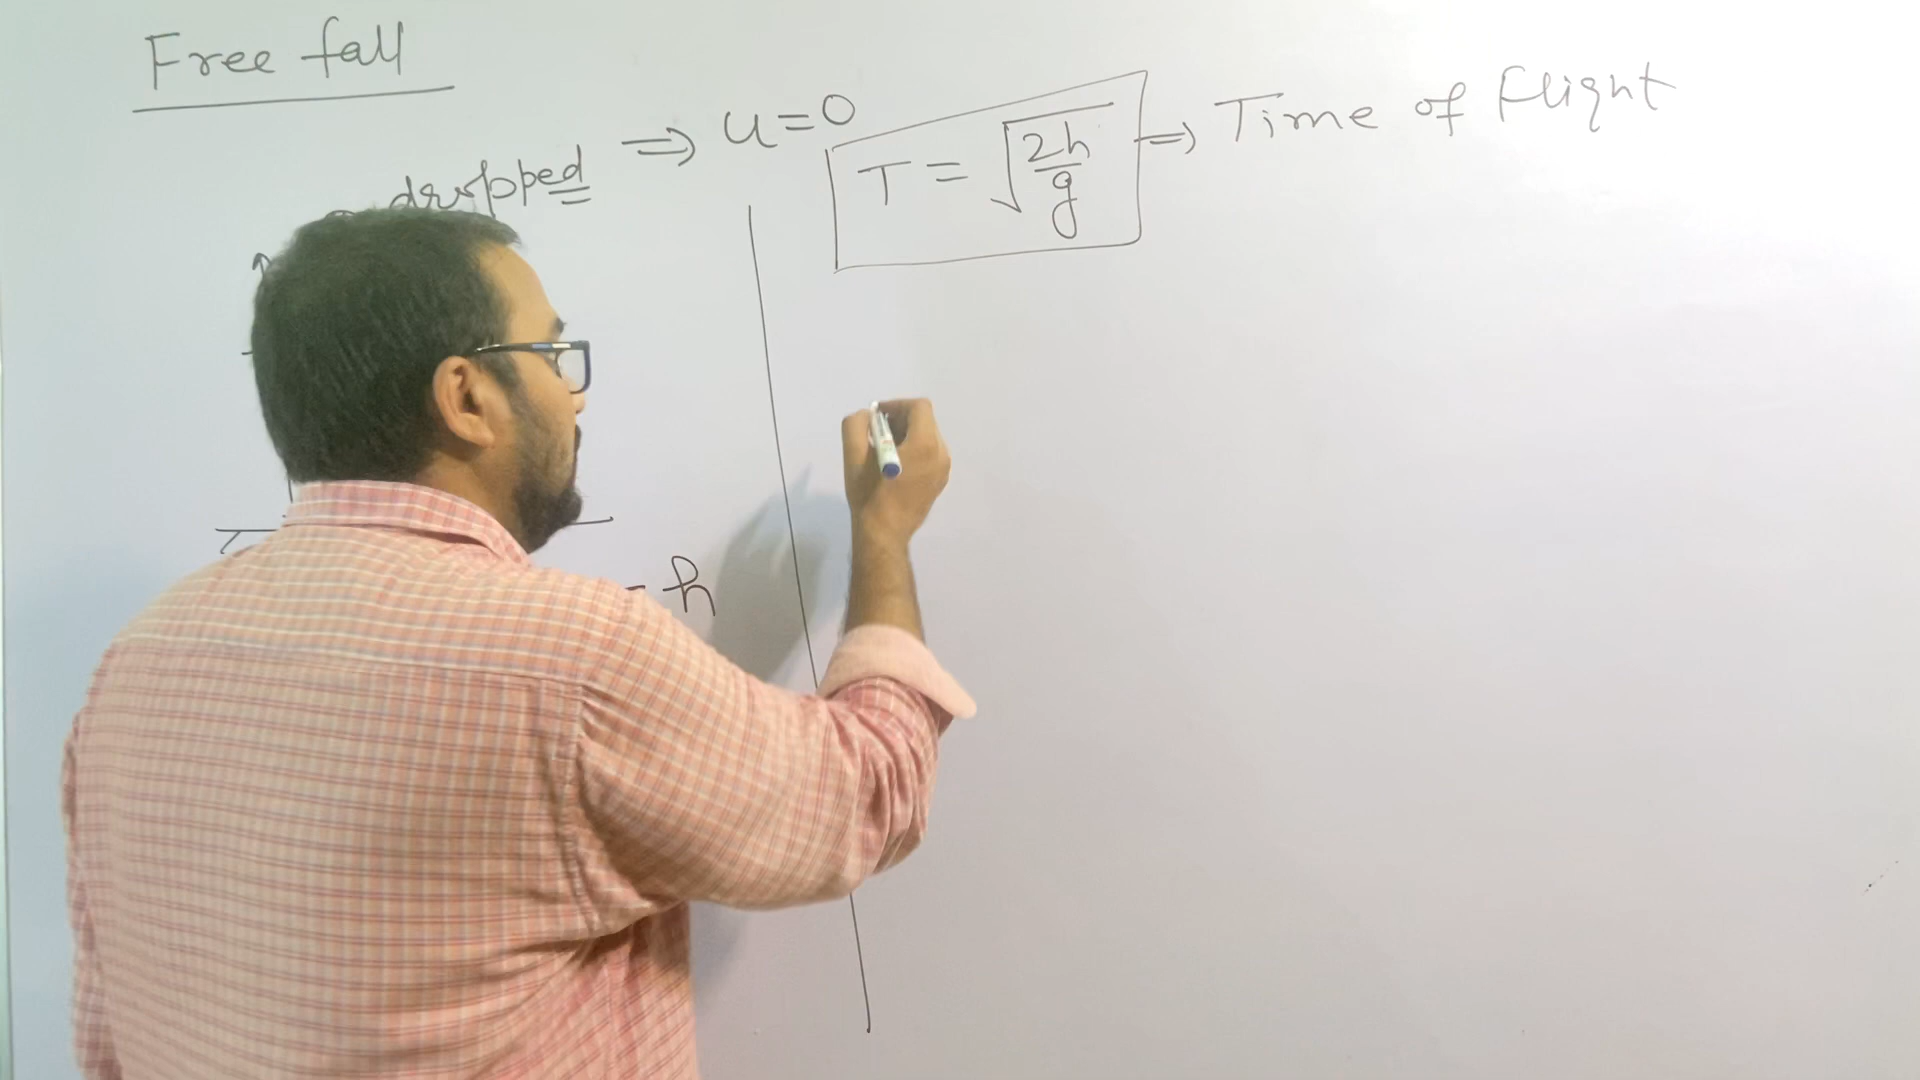 Free fall
dropped ⇒ u=0
T = √(2h/g) ⇒ Time of Flight
- h